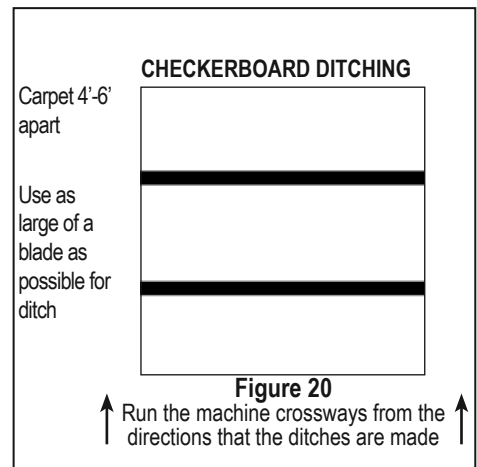 CHECKERBOARD DITCHING
Carpet 4'-6'
apart
Use as
large of a
blade as
possible for
ditch
Figure 20
Run the machine crossways from the
directions that the ditches are made